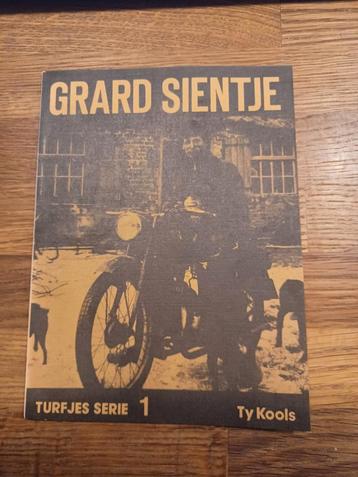 GRARD SIENTJE
TURFJES SERIE 1
Ty Kools